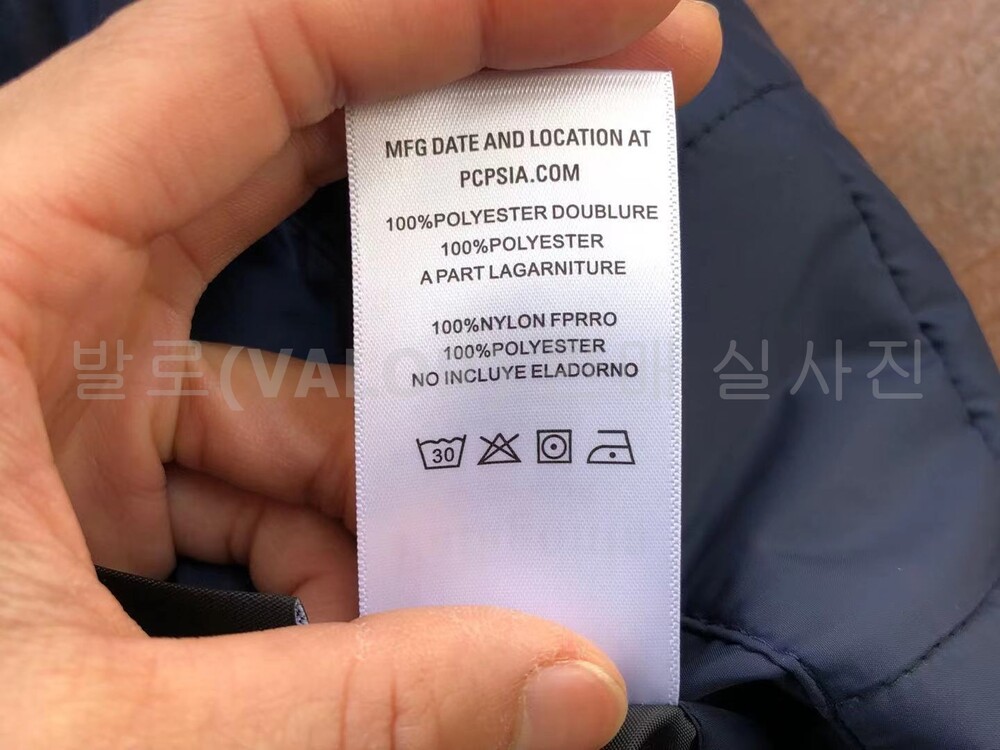 MFG DATE AND LOCATION AT
PCPSIA.COM
100%POLYESTER DOUBLURE
100%POLYESTER
A PART LAGARNITURE
100%NYLON FPRRO
100%POLYESTER
NO INCLUYE ELADORNO
발로(VALO 실사진
30